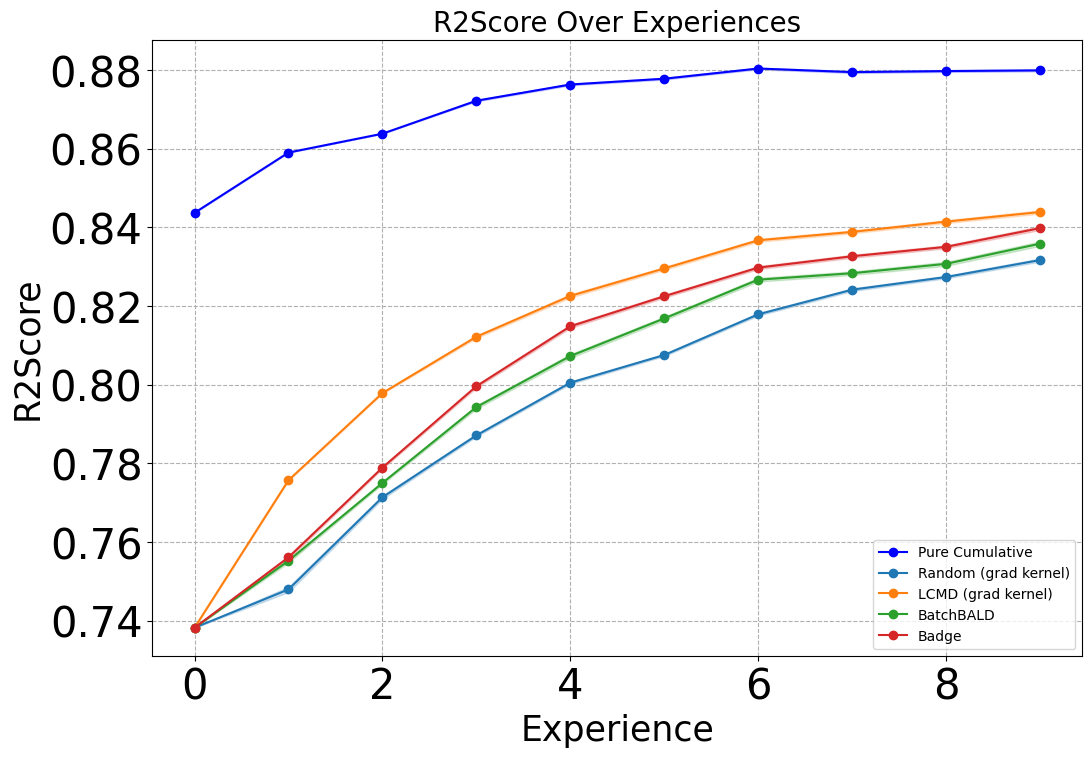 R2Score Over Experiences
R2Score
0.88
0.86
0.84
0.82
0.80
0.78
0.76
0.74
0
2
4
6
8
Experience
Pure Cumulative
Random (grad kernel)
LCMD (grad kernel)
BatchBALD
Badge